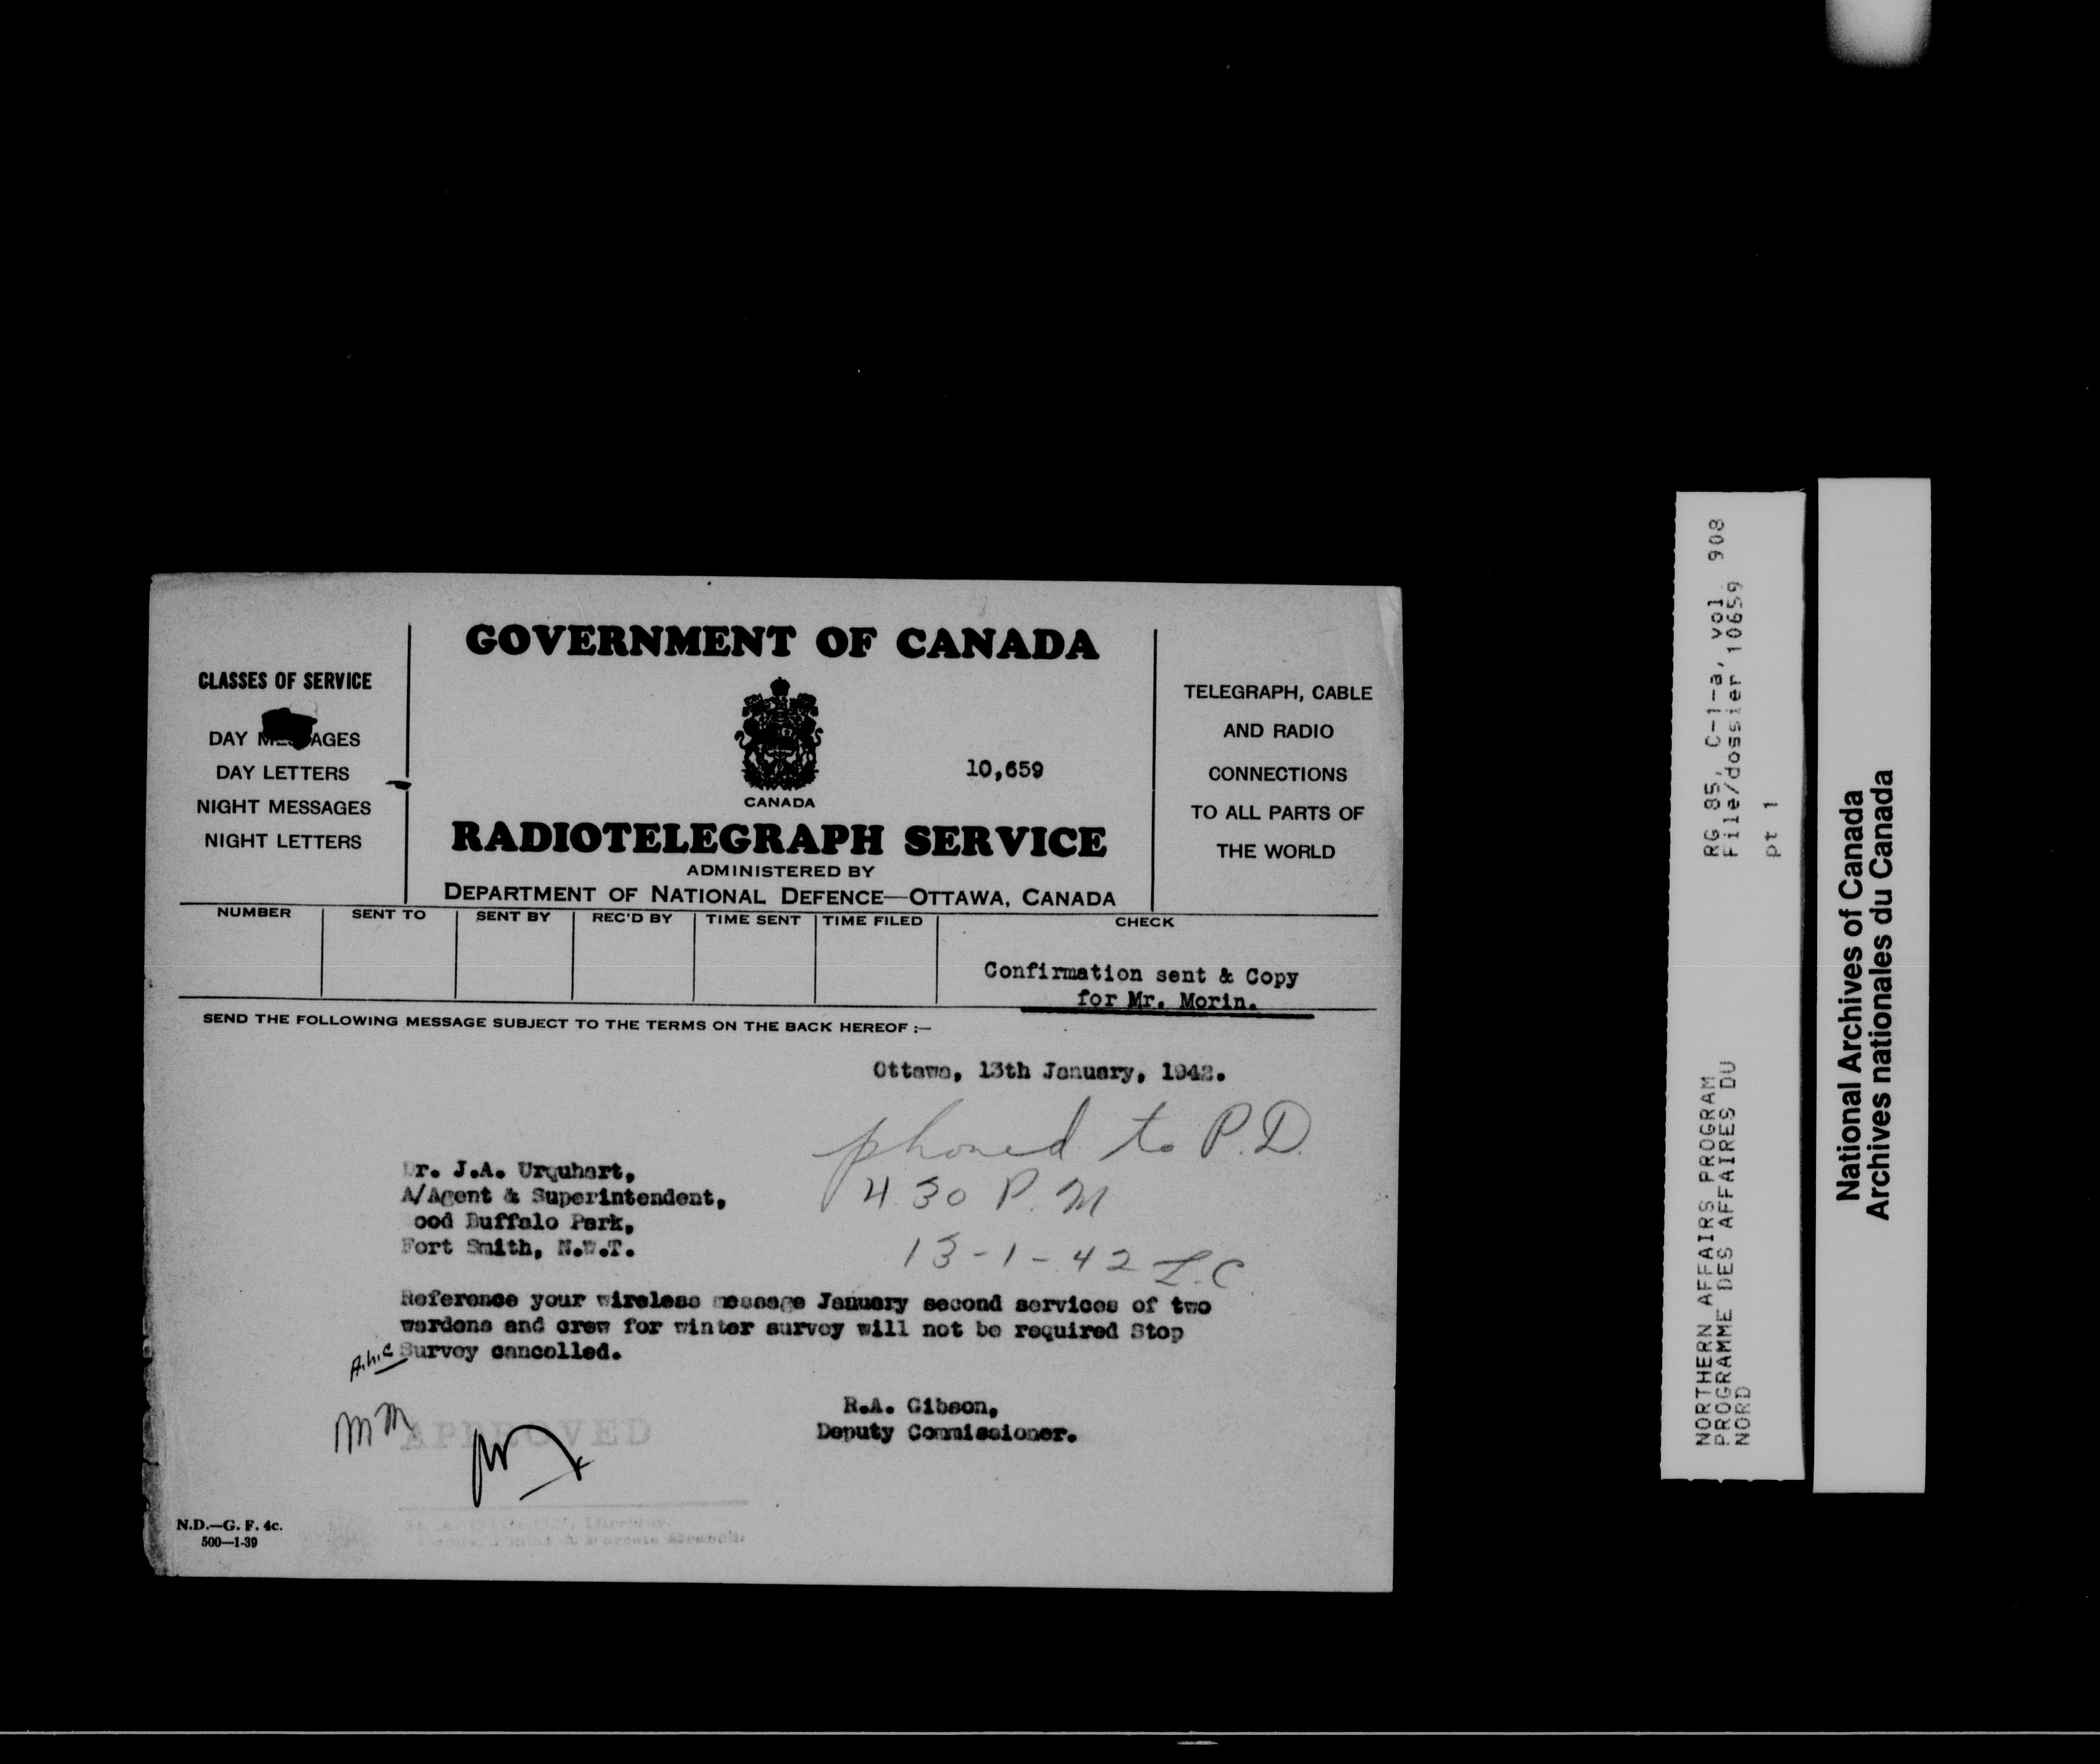 GOVERNMENT OF CANADA
CLASSES OF SERVICE
DAY MESSAGES
DAY LETTERS
NIGHT MESSAGES
NIGHT LETTERS
10,659
CANADA
RADIOTELEGRAPH SERVICE
ADMINISTERED BY
DEPARTMENT OF NATIONAL DEFENCE—OTTAWA, CANADA
TELEGRAPH, CABLE
AND RADIO
CONNECTIONS
TO ALL PARTS OF
THE WORLD
NUMBER SENT TO SENT BY REC'D BY TIME SENT TIME FILED CHECK
Confirmation sent & Copy
for Mr. Morin.
SEND THE FOLLOWING MESSAGE SUBJECT TO THE TERMS ON THE BACK HEREOF :—
Ottawa, 13th January, 1942.
phoned to P.D.
4 30 P.M
13-1-42 L.C
Dr. J.A. Urquhart,
A/Agent & Superintendent,
ood Buffalo Park,
Fort Smith, N.W.T.
Reference your wireless message January second services of two
wardens and crew for winter survey will not be required Stop
Survey cancelled.
A.h.C
R.A. Gibson,
Deputy Commissioner.
MM
APPROVED
Director.
N.D.—G. F. 4c.
500—1-39
RG 85, C-1-a, vol 908
File/dossier 10659
pt 1
NORTHERN AFFAIRS PROGRAM
PROGRAMME DES AFFAIRES DU
NORD
National Archives of Canada
Archives nationales du Canada